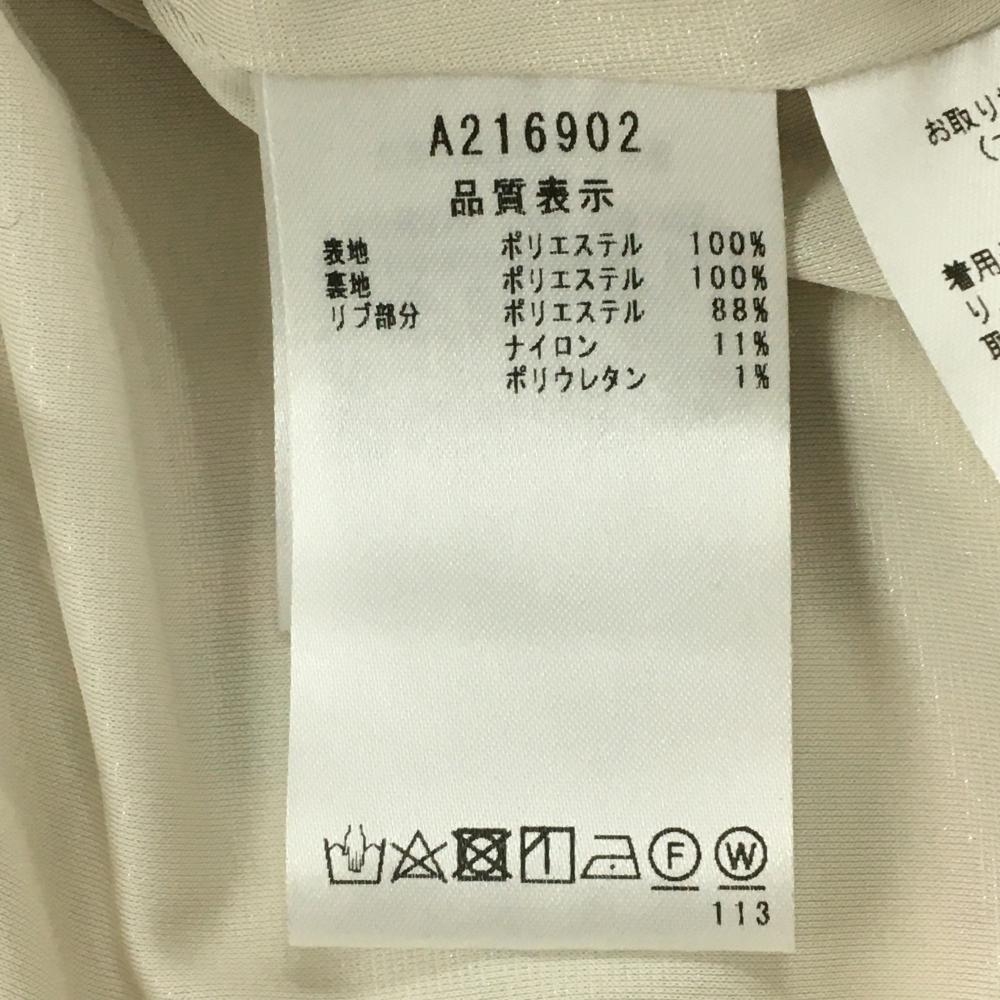 A216902
品質表示
表地 ポリエステル 100%
裏地 ポリエステル 100%
リブ部分 ポリエステル 88%
ナイロン 11%
ポリウレタン 1%
F W
113
お取り
着用
り